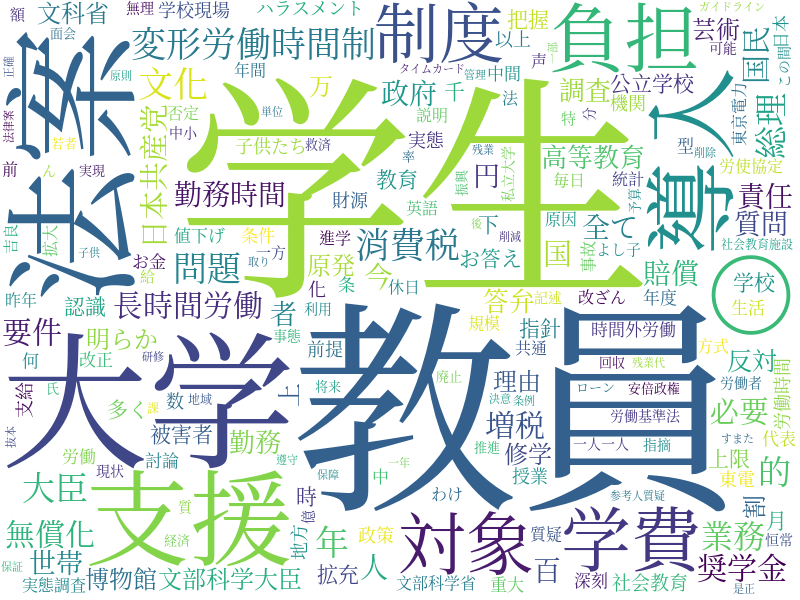 額 面会 無理 学校現場 ハラスメント 制度 負担 ガイドライン
文科省 変形労働時間制 以上 把握 芸術 可能 日本
正確 原則 年間 タイムカード 管理 中間 声 国民 この間
法案 文化 万 政府 千 法 調査 公立学校 機関 総理
法律案 若者 否定 説明 特 分 導入 東京電力
中小 単位 救済 実態 残業 型 削除
前 ん 実現 日本共産党 子供たち 率 学生 振興 私立大学 高等教育 労使協定
勤務時間 財源 教育 円 毎日 統計 予算 責任
吉良 拡大 子供 値下げ 条件 進学 英語 後 下 原因 全て 質問
給 お金 一方 消費税 削減 お答え 国 事故 よし子 社会教育施設
昨年 認識 取り 問題 原発 今 化 条 休日 答弁 改ざん 年度 賠償 学校
要件 明らか 長時間労働 者 利用 記述 規模 指針 時間外労働 生活
何 改正 研修 事態 前提 共通 回収 残業代 方式 反対 労働時間
支給 氏 多く 数 地域 上 将来 廃止 理由 ローン 安倍政権 労働者 必要
大学 教員 増税 決意 条例 労働基準法 代表
抜本 課 被害者 勤務 推進 修学 一人一人 指摘 すまた
労働 現状 討論 遵守 保障 一年 中 授業 上限 東電 的
大臣 質 支援 時 億 わけ 対象 学費 参考人質疑 割
無償化 経済 地方 年 政策 質疑 業務 月 恒常
保証 世帯 博物館 文部科学大臣 拡充 人 文部科学省 百 重大 深刻 社会教育 奨学金
実態調査 是正